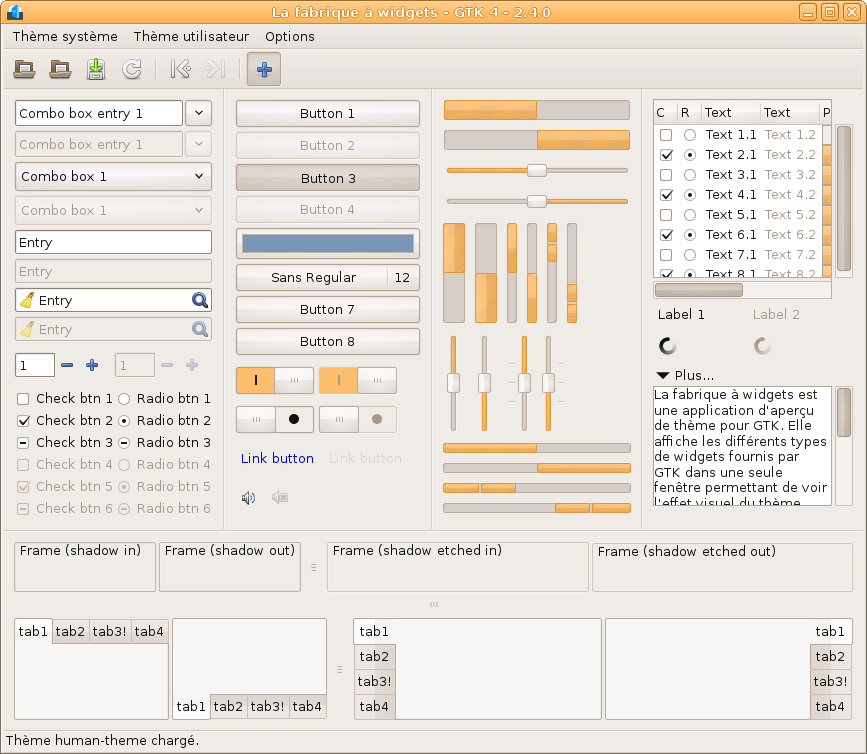 La fabrique à widgets - GTK 4 - 2.4.0
Thème système Thème utilisateur Options
Combo box entry 1
Combo box entry 1
Combo box 1
Combo box 1
Entry
Entry
Entry
Entry
1 1
Check btn 1 Radio btn 1
Check btn 2 Radio btn 2
Check btn 3 Radio btn 3
Check btn 4 Radio btn 4
Check btn 5 Radio btn 5
Check btn 6 Radio btn 6
Button 1
Button 2
Button 3
Button 4
Sans Regular 12
Button 7
Button 8
Link button Link button
C R Text Text P
Text 1.1 Text 1.2
Text 2.1 Text 2.2
Text 3.1 Text 3.2
Text 4.1 Text 4.2
Text 5.1 Text 5.2
Text 6.1 Text 6.2
Text 7.1 Text 7.2
Text 8.1 Text 8.2
Label 1 Label 2
Plus...
La fabrique à widgets est
une application d'aperçu
de thème pour GTK. Elle
affiche les différents types
de widgets fournis par
GTK dans une seule
fenêtre permettant de voir
l'effet visuel du thème
Frame (shadow in) Frame (shadow out) Frame (shadow etched in) Frame (shadow etched out)
tab1 tab2 tab3! tab4
tab1 tab2 tab3! tab4
tab1
tab2
tab3!
tab4
tab1
tab2
tab3!
tab4
Thème human-theme chargé.